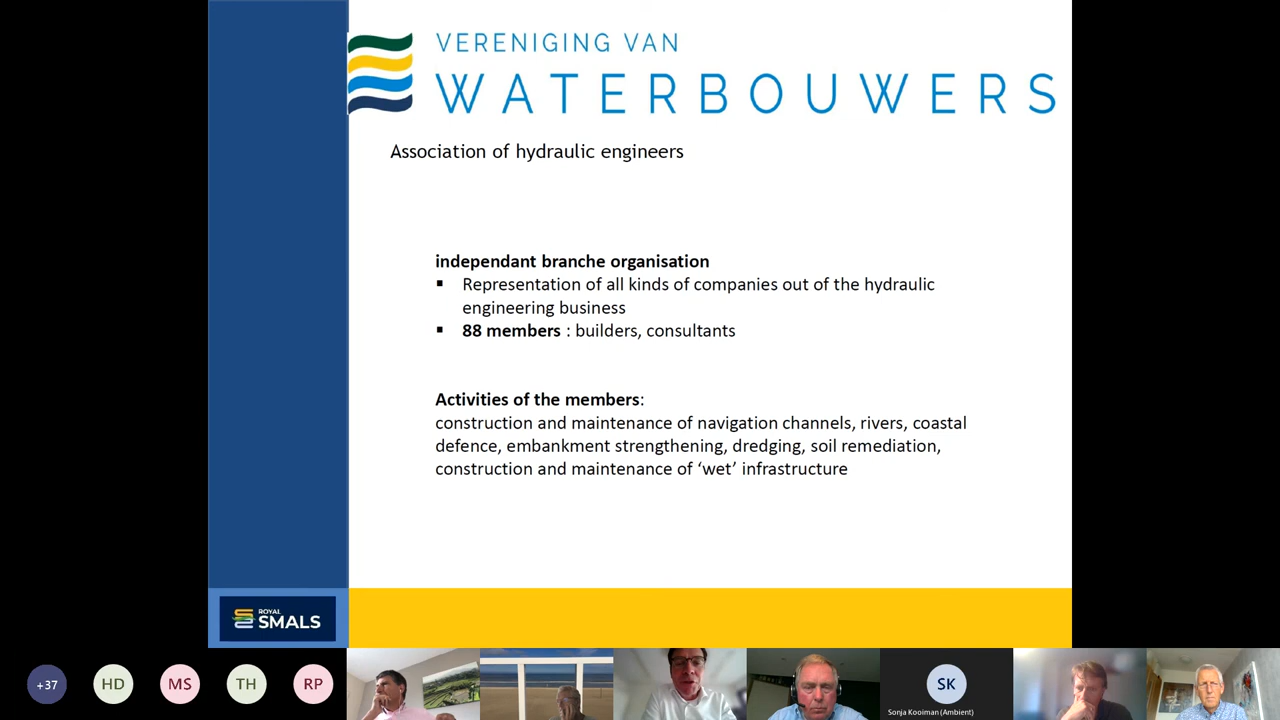 VERENIGING VAN
WATERBOUWERS
Association of hydraulic engineers
independant branche organisation
▪ Representation of all kinds of companies out of the hydraulic
engineering business
▪ 88 members : builders, consultants
Activities of the members:
construction and maintenance of navigation channels, rivers, coastal
defence, embankment strengthening, dredging, soil remediation,
construction and maintenance of ‘wet’ infrastructure
ROYAL
SMALS
+37
HD
MS
TH
RP
SK
Sonja Kooiman (Ambient)